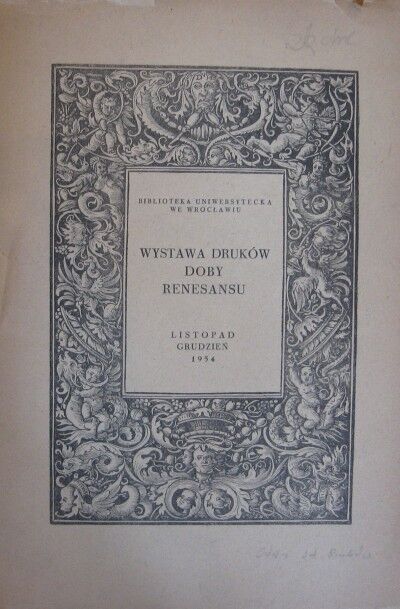 BIBLIOTEKA UNIWERSYTECKA
WE WROCŁAWIU
WYSTAWA DRUKÓW
DOBY
RENESANSU
LISTOPAD
GRUDZIEŃ
1954